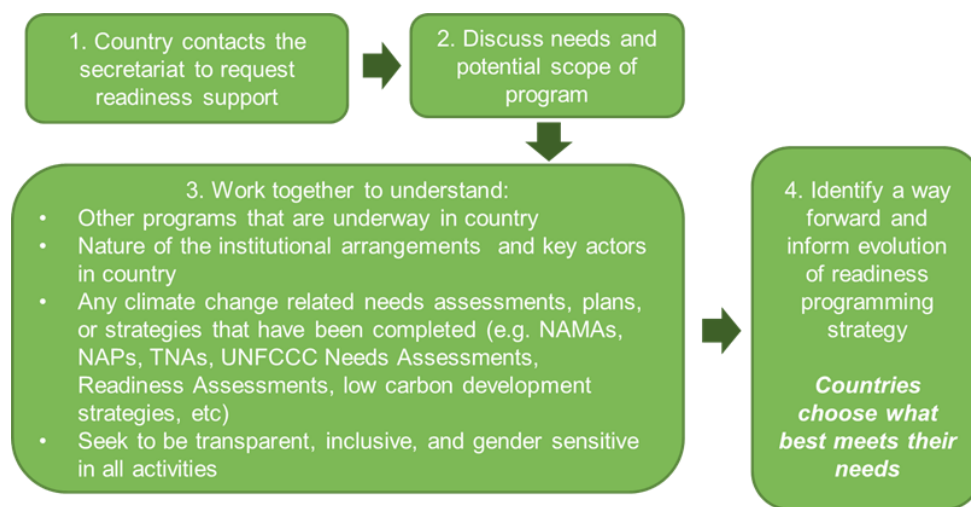 1. Country contacts the
secretariat to request
readiness support
2. Discuss needs and
potential scope of
program
3. Work together to understand:
• Other programs that are underway in country
• Nature of the institutional arrangements and key actors
in country
• Any climate change related needs assessments, plans,
or strategies that have been completed (e.g. NAMAs,
NAPs, TNAs, UNFCCC Needs Assessments,
Readiness Assessments, low carbon development
strategies, etc)
• Seek to be transparent, inclusive, and gender sensitive
in all activities
4. Identify a way
forward and
inform evolution
of readiness
programming
strategy
Countries
choose what
best meets their
needs